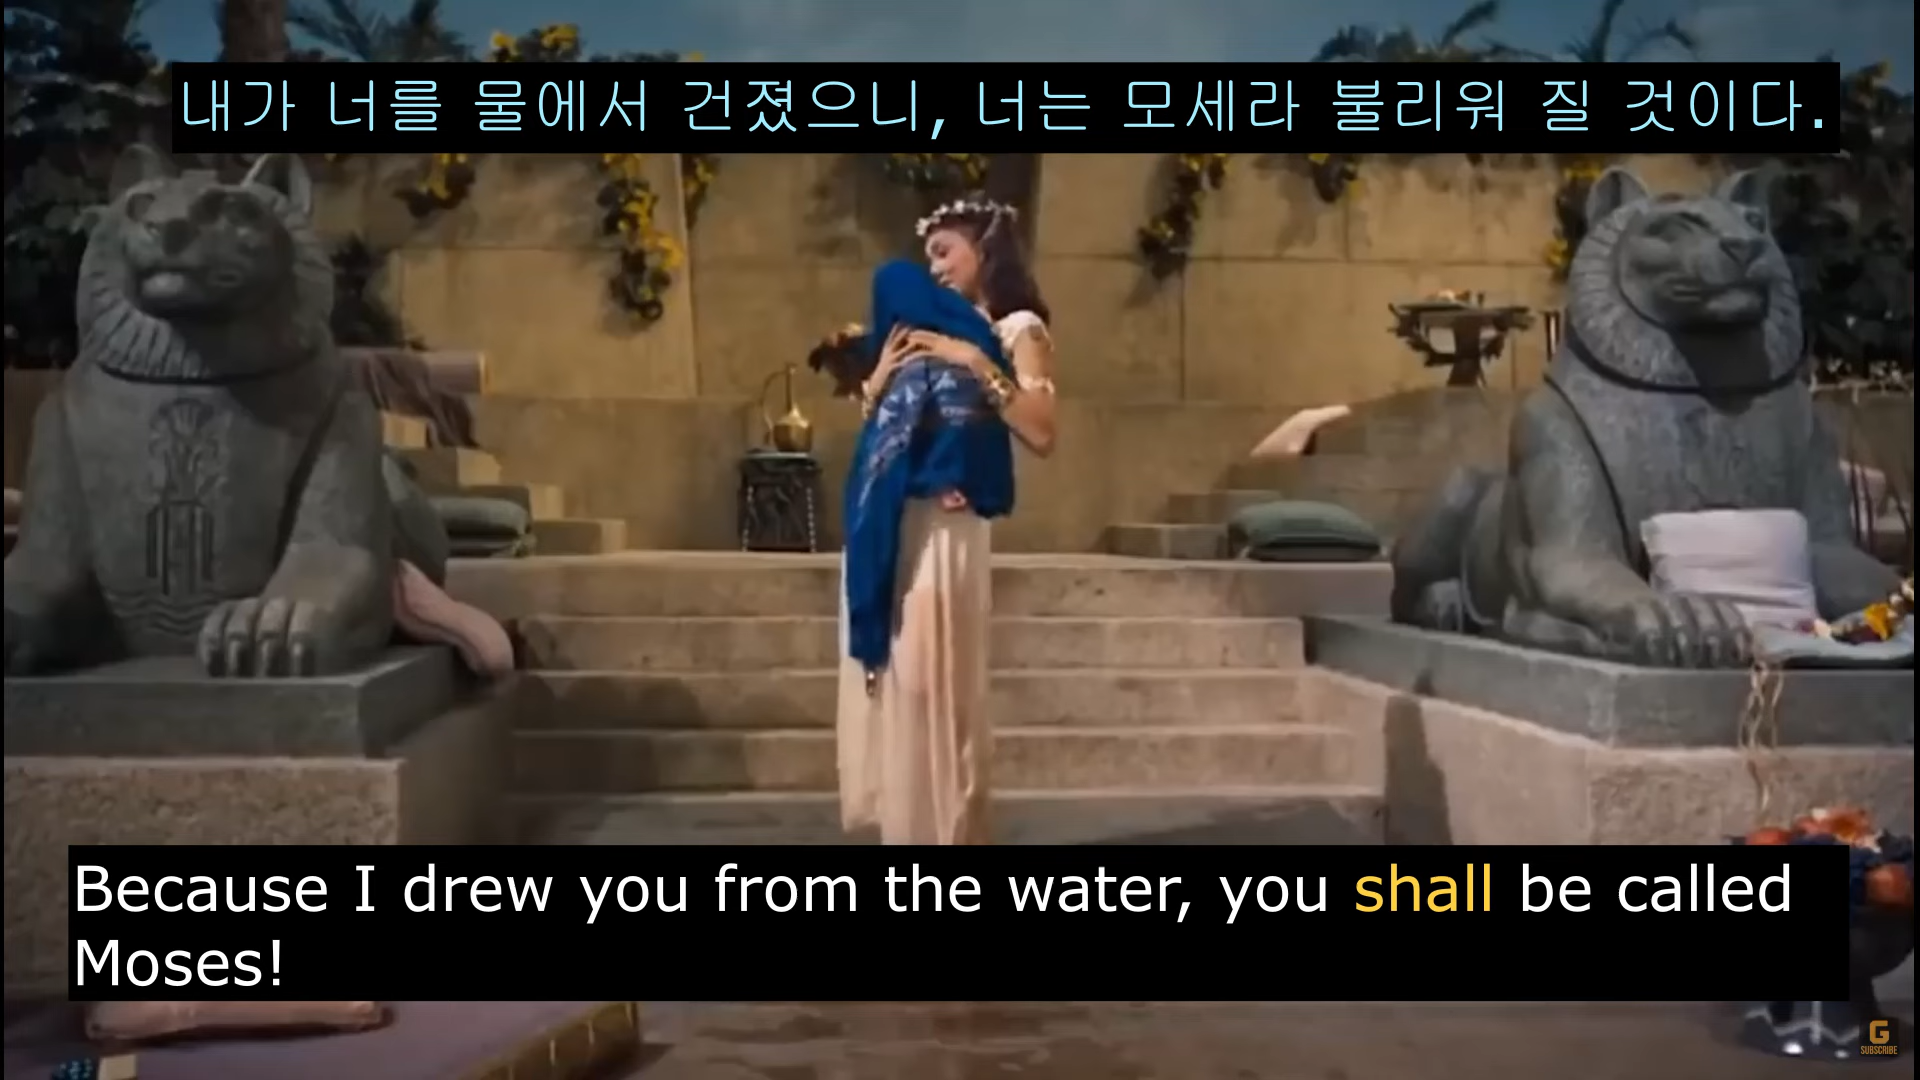 내가 너를 물에서 건졌으니, 너는 모세라 불리워 질 것이다.
Because I drew you from the water, you shall be called
Moses!
G
SUBSCRIBE